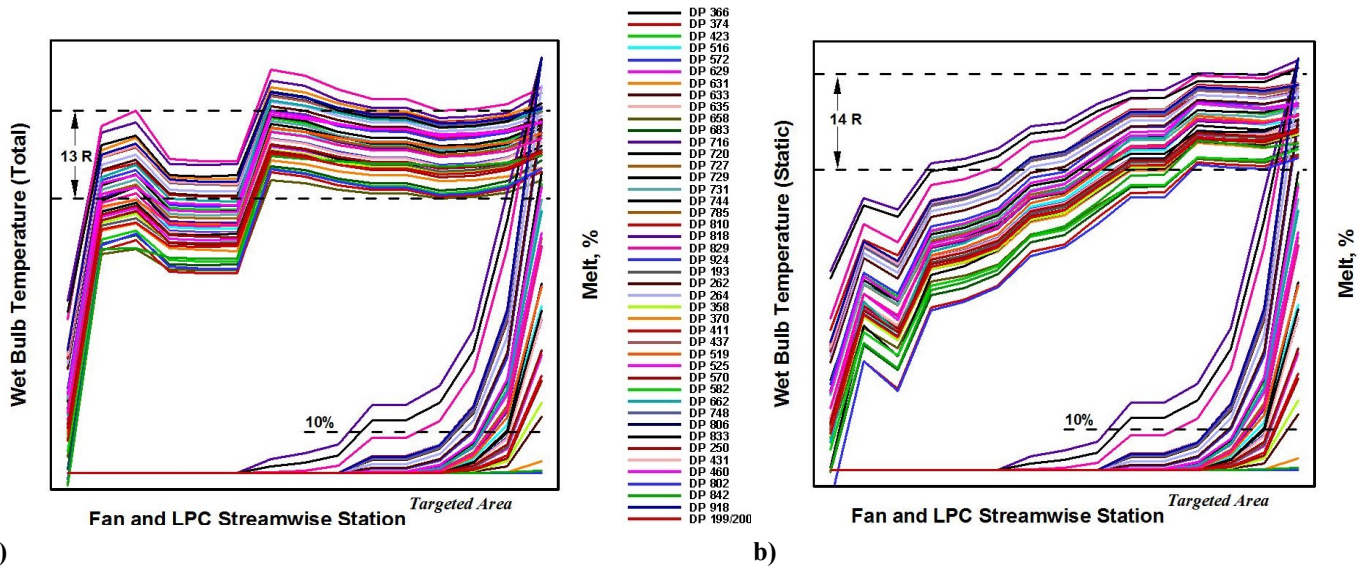 Wet Bulb Temperature (Total)
13 R
10%
Melt, %
Targeted Area
Fan and LPC Streamwise Station
)
DP 366
DP 374
DP 423
DP 516
DP 572
DP 629
DP 631
DP 633
DP 635
DP 658
DP 683
DP 716
DP 720
DP 727
DP 729
DP 731
DP 744
DP 785
DP 810
DP 818
DP 829
DP 924
DP 193
DP 262
DP 264
DP 358
DP 370
DP 411
DP 437
DP 519
DP 525
DP 570
DP 582
DP 662
DP 748
DP 806
DP 833
DP 250
DP 431
DP 460
DP 802
DP 842
DP 918
DP 199/200
Wet Bulb Temperature (Static)
14 R
10%
Melt, %
Targeted Area
Fan and LPC Streamwise Station
b)